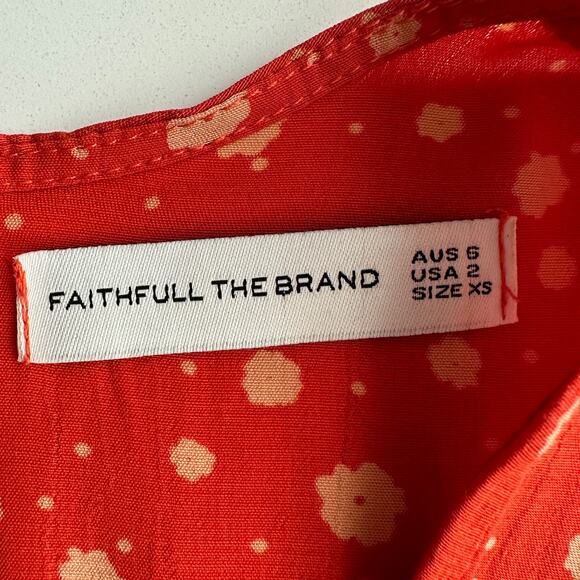 FAITHFULL THE BRAND
AUS 6
USA 2
SIZE XS